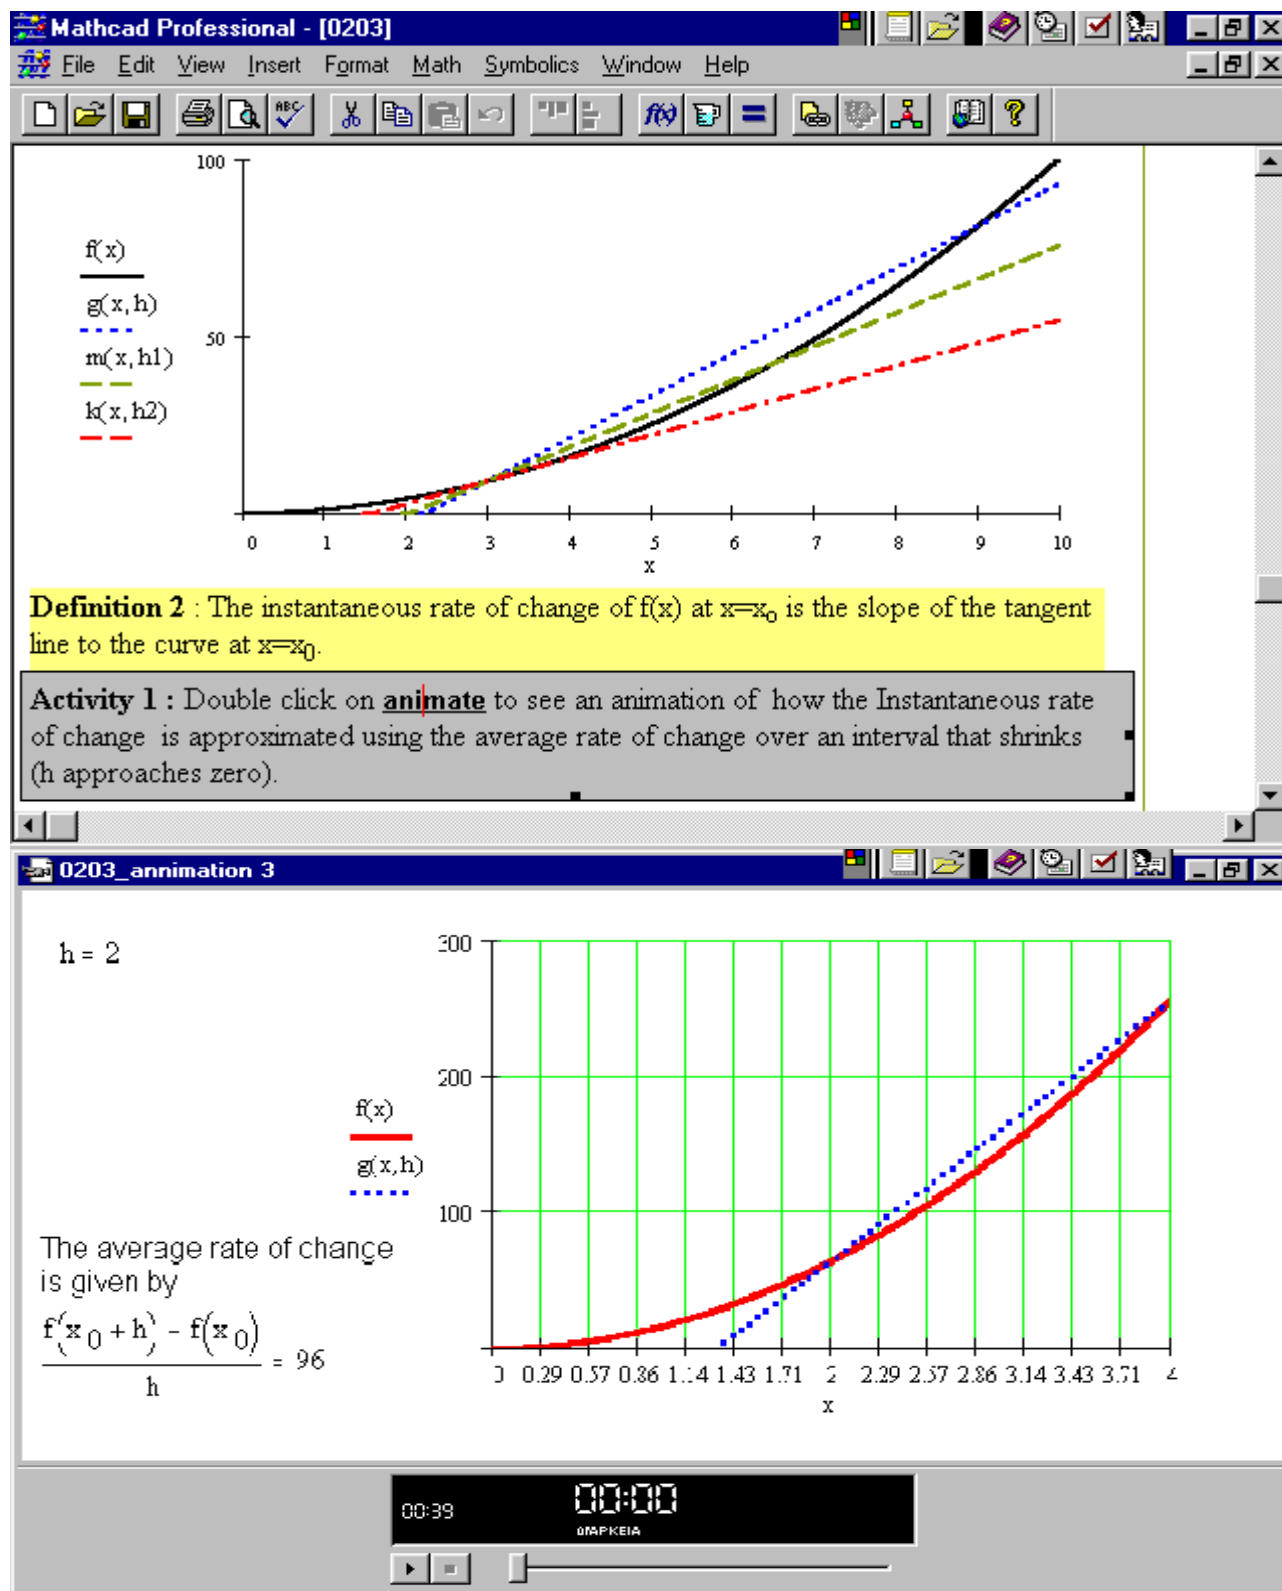 Mathcad Professional - [0203]
File Edit View Insert Format Math Symbolics Window Help
100
f(x)
g(x,h)
50
m(x,h1)
k(x,h2)
0 1 2 3 4 5 6 7 8 9 10
x
Definition 2 : The instantaneous rate of change of f(x) at x=x₀ is the slope of the tangent
line to the curve at x=x₀.
Activity 1 : Double click on animate to see an animation of how the Instantaneous rate
of change is approximated using the average rate of change over an interval that shrinks
(h approaches zero).
0203_annimation 3
h = 2
300
200
f(x)
g(x,h)
100
The average rate of change
is given by
f(x₀ + h) - f(x₀)
= 96
h
0 0.29 0.57 0.86 1.14 1.43 1.71 2 2.29 2.57 2.86 3.14 3.43 3.71 4
x
00:39
00:00
ΔΙΑΡΚΕΙΑ